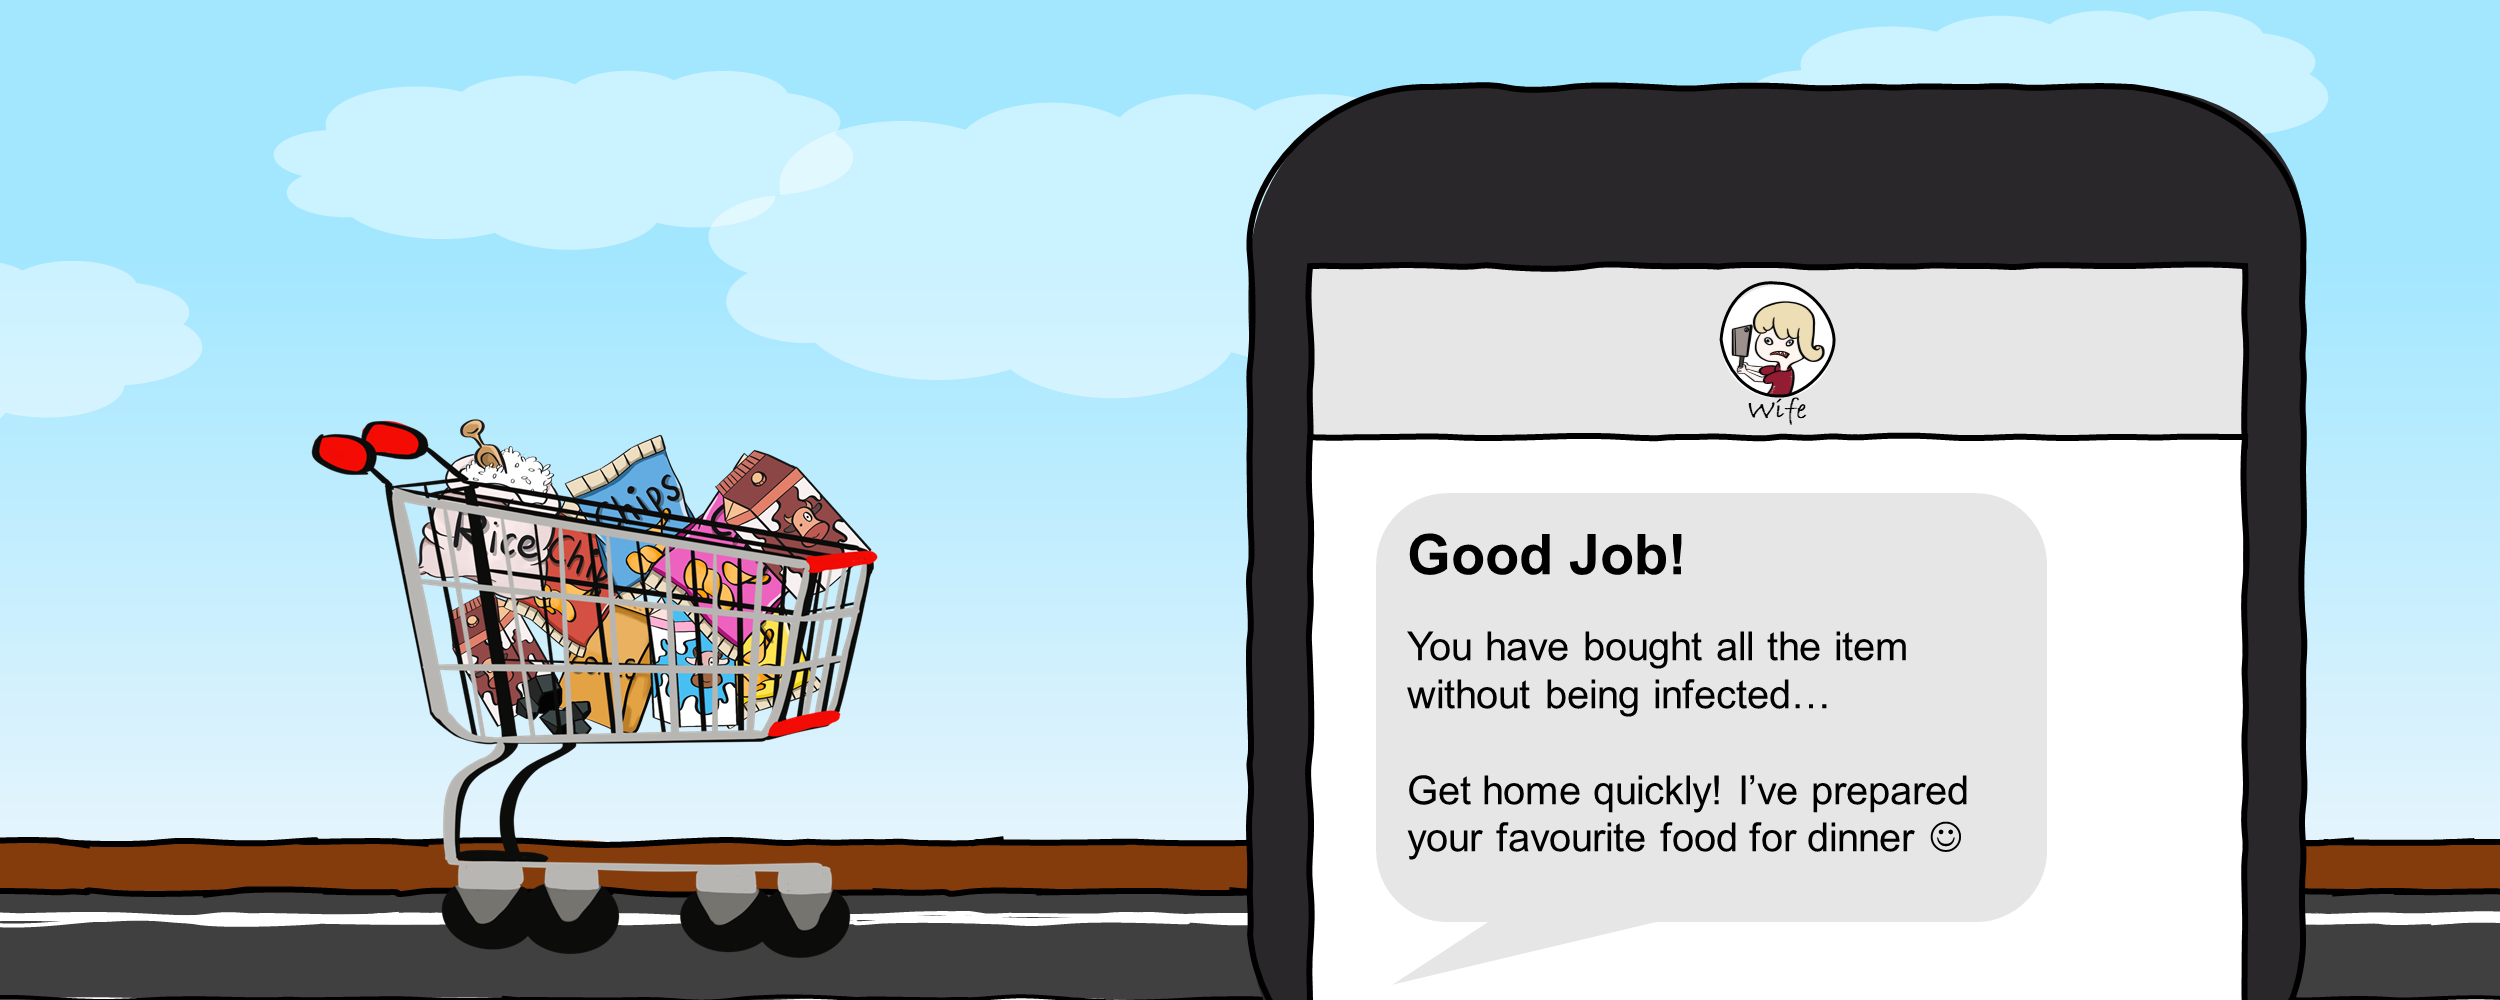 Rice
Chi
chips
wife
Good Job!
You have bought all the item
without being infected...
Get home quickly! I've prepared
your favourite food for dinner ☺